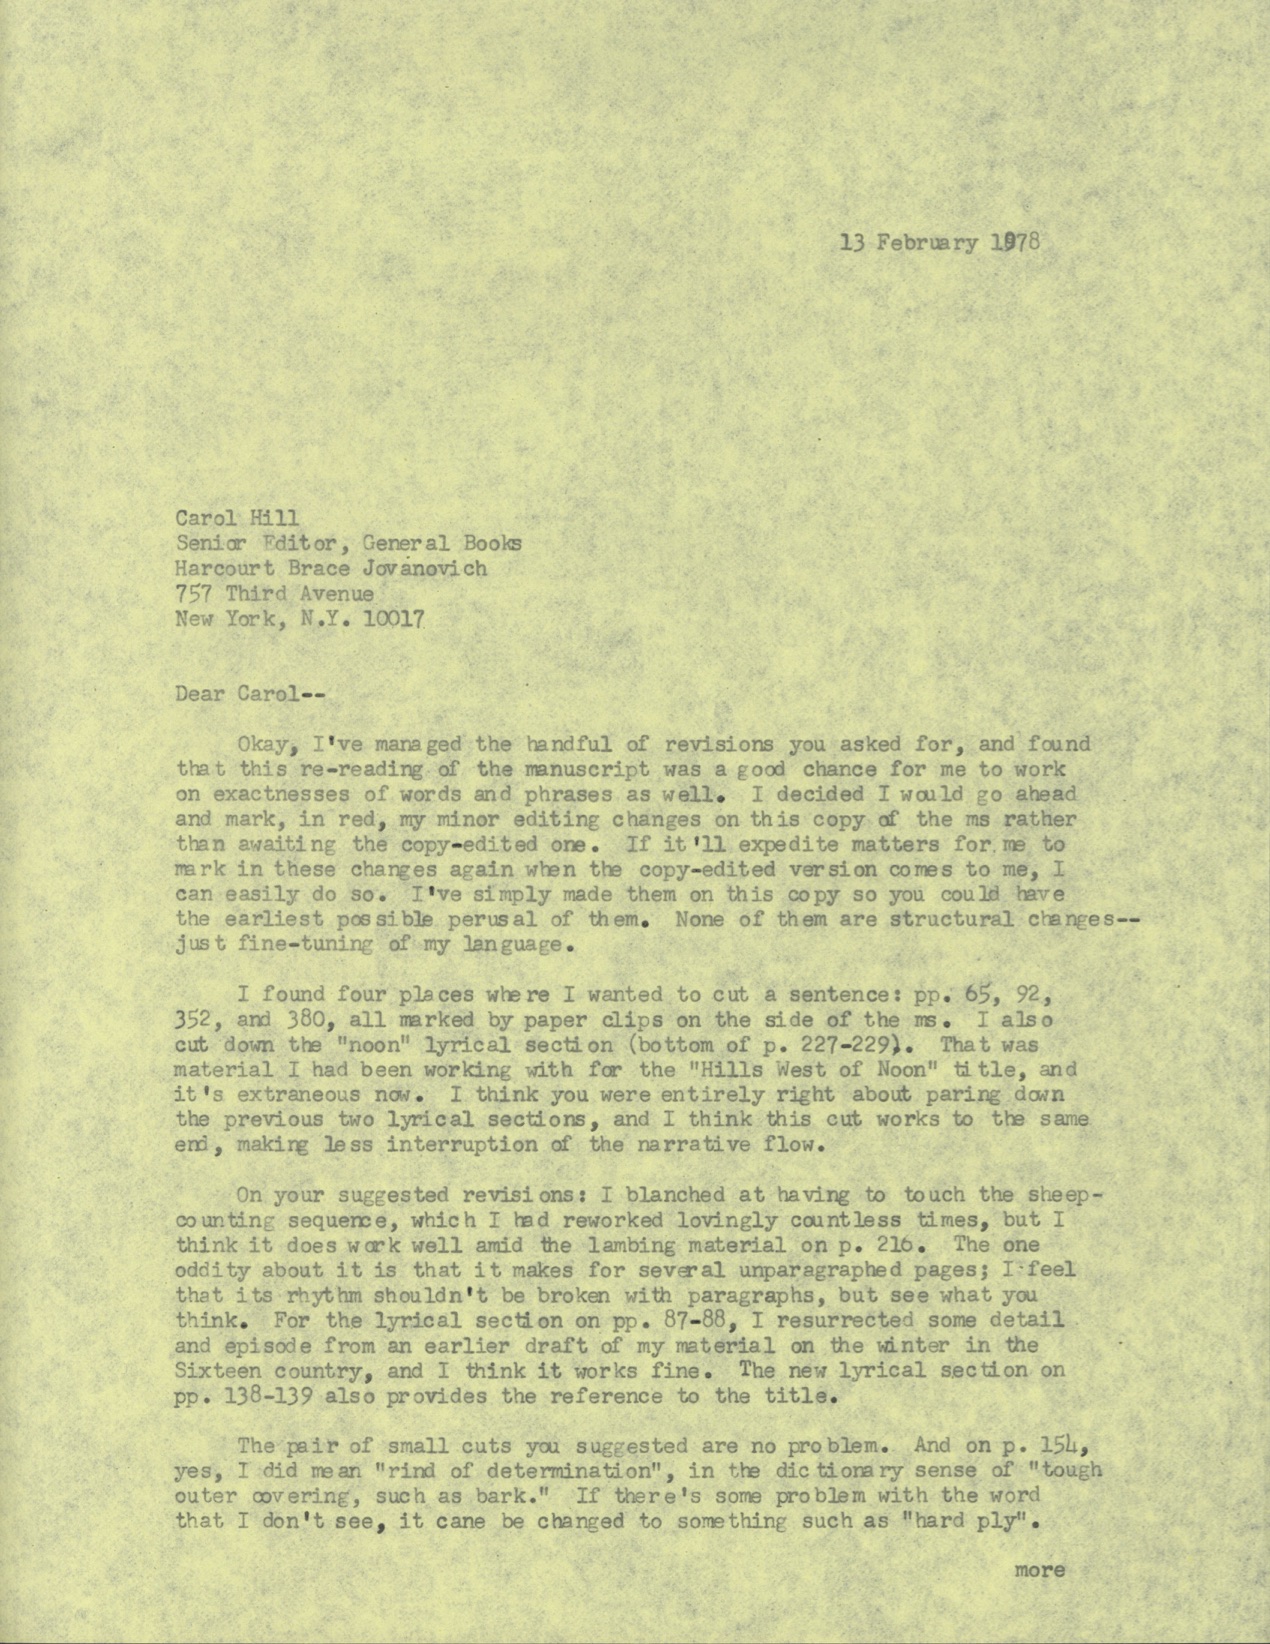 13 February 1978
Carol Hill
Senior Editor, General Books
Harcourt Brace Jovanovich
757 Third Avenue
New York, N.Y. 10017
Dear Carol--
Okay, I've managed the handful of revisions you asked for, and found
that this re-reading of the manuscript was a good chance for me to work
on exactnesses of words and phrases as well. I decided I would go ahead
and mark, in red, my minor editing changes on this copy of the ms rather
than awaiting the copy-edited one. If it'll expedite matters for me to
mark in these changes again when the copy-edited version comes to me, I
can easily do so. I've simply made them on this copy so you could have
the earliest possible perusal of them. None of them are structural changes--
just fine-tuning of my language.
I found four places where I wanted to cut a sentence: pp. 65, 92,
352, and 380, all marked by paper clips on the side of the ms. I also
cut down the "noon" lyrical section (bottom of p. 227-229). That was
material I had been working with for the "Hills West of Noon" title, and
it's extraneous now. I think you were entirely right about paring down
the previous two lyrical sections, and I think this cut works to the same
end, making less interruption of the narrative flow.
On your suggested revisions: I blanched at having to touch the sheep-
counting sequence, which I had reworked lovingly countless times, but I
think it does work well amid the lambing material on p. 216. The one
oddity about it is that it makes for several unparagraphed pages; I feel
that its rhythm shouldn't be broken with paragraphs, but see what you
think. For the lyrical section on pp. 87-88, I resurrected some detail
and episode from an earlier draft of my material on the winter in the
Sixteen country, and I think it works fine. The new lyrical section on
pp. 138-139 also provides the reference to the title.
The pair of small cuts you suggested are no problem. And on p. 154,
yes, I did mean "rind of determination", in the dictionary sense of "tough
outer covering, such as bark." If there's some problem with the word
that I don't see, it cane be changed to something such as "hard ply".
more